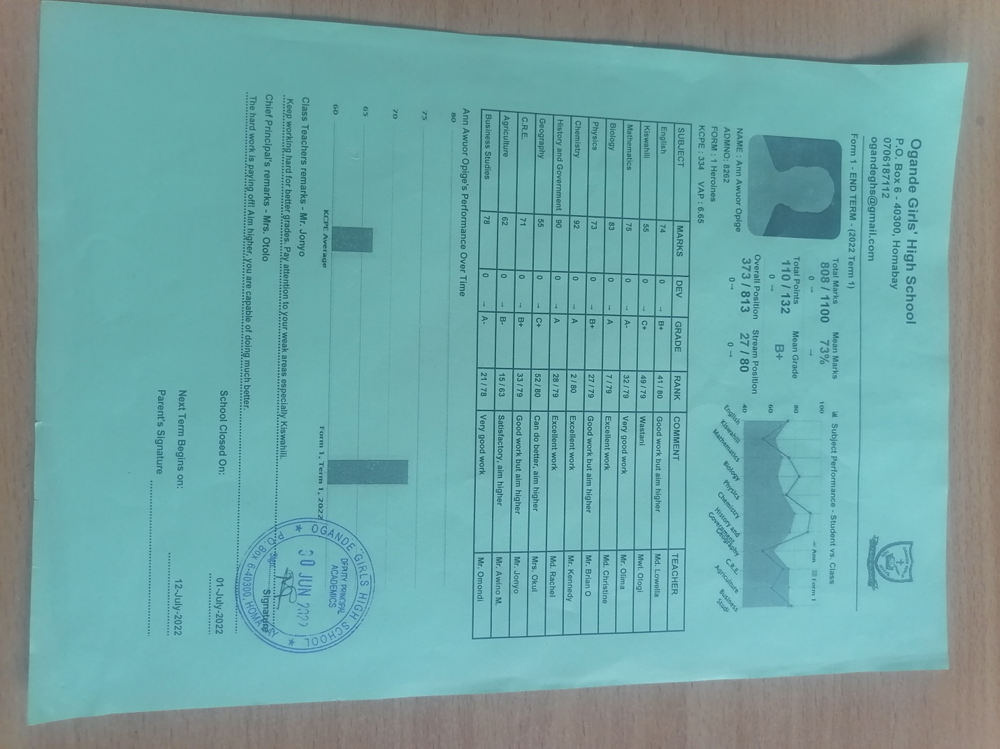 Ogande Girls' High School
P.O. Box 6 - 40300, Homabay
0706187112
ogandeghs@gmail.com
Form 1 - END TERM - (2022 Term 1)
NAME : Ann Awuor Opige
ADMNO: 8262
FORM : 1 Heroines
KCPE : 334 VAP : 6.65
Total Marks Mean Marks
808 / 1100 73%
0 → →
Total Points Mean Grade
110 / 132 B+
0 →
Overall Position Stream Position
373 / 813 27 / 80
0 → 0 →
Subject Performance - Student vs. Class
Ann Form 1
100
80
60
40
English
Kiswahili
Mathematics
Biology
Physics
Chemistry
History and Government
Geography
C.R.E.
Agriculture
Business Studi
SUBJECT MARKS DEV GRADE RANK COMMENT TEACHER
English 74 0 → B+ 41 / 80 Good work but aim higher Md. Lowella
Kiswahili 55 0 → C+ 49 / 79 Wastani Mwl. Ologi
Mathematics 75 0 → A- 32 / 79 Very good work Mr. Olima
Biology 83 0 → A 7 / 79 Excellent work Md. Christine
Physics 73 0 → B+ 27 / 79 Good work but aim higher Mr. Brian O
Chemistry 92 0 → A 2 / 80 Excellent work Mr. Kennedy
History and Government 90 0 → A 28 / 79 Excellent work Md. Rachel
Geography 55 0 → C+ 52 / 80 Can do better, aim higher Mrs. Okul
C.R.E. 71 0 → B+ 33 / 79 Good work but aim higher Mr. Jonyo
Agriculture 62 0 → B- 15 / 63 Satisfactory, aim higher Mr. Awino M.
Business Studies 78 0 → A- 21 / 78 Very good work Mr. Omondi
Ann Awuor Opige's Performance Over Time
80
75
70
65
60
KCPE Average Form 1, Term 1, 2022
Class Teachers remarks - Mr. Jonyo
Keep working hard for better grades. Pay attention to your weak areas especially Kiswahili.
Signature
Chief Principal's remarks - Mrs. Otolo
The hard work is paying off! Aim higher, you are capable of doing much better.
OGANDE GIRLS HIGH SCHOOL
DEPUTY PRINCIPAL
ACADEMICS
30 JUN 2022
Sign:
P.O. Box 6-40300, HOMA BAY
School Closed On: 01-July-2022
Next Term Begins on: 12-July-2022
Parent's Signature